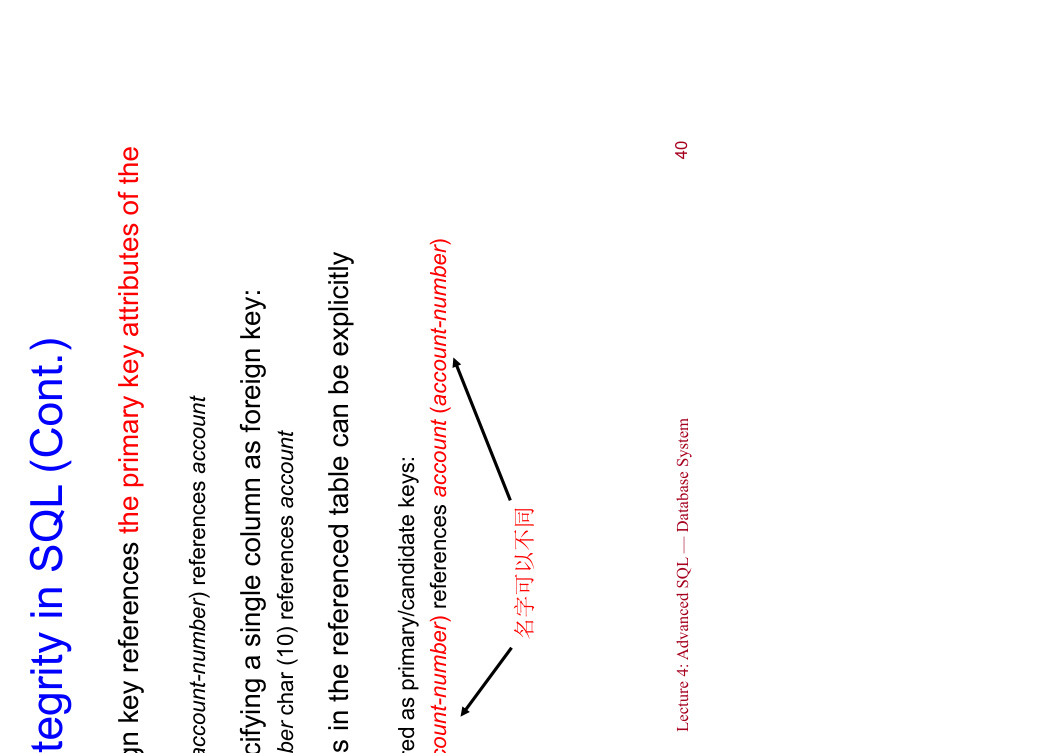 tegrity in SQL (Cont.)
gn key references the primary key attributes of the
account-number) references account
cifying a single column as foreign key:
ber char (10) references account
s in the referenced table can be explicitly
red as primary/candidate keys:
count-number) references account (account-number)
名字可以不同
Lecture 4: Advanced SQL — Database System
40